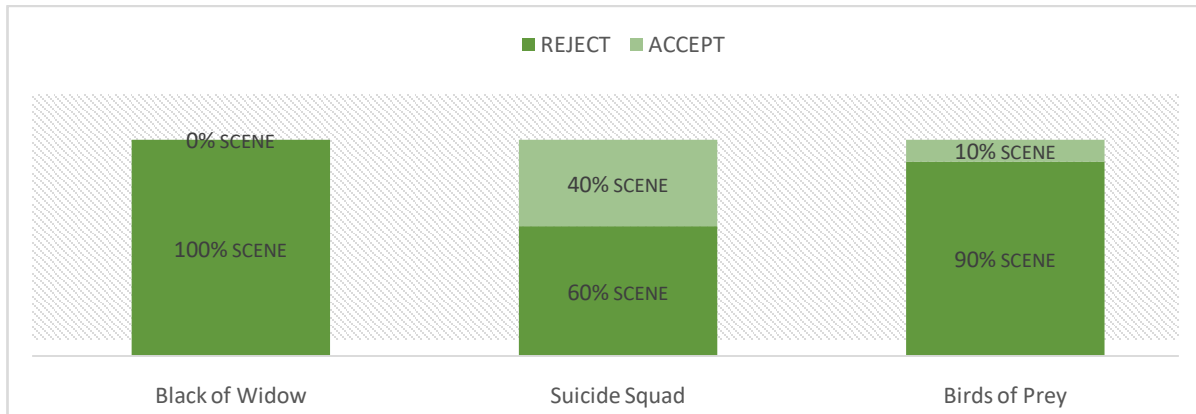 REJECT ACCEPT
0% SCENE
100% SCENE
40% SCENE
60% SCENE
10% SCENE
90% SCENE
Black of Widow Suicide Squad Birds of Prey